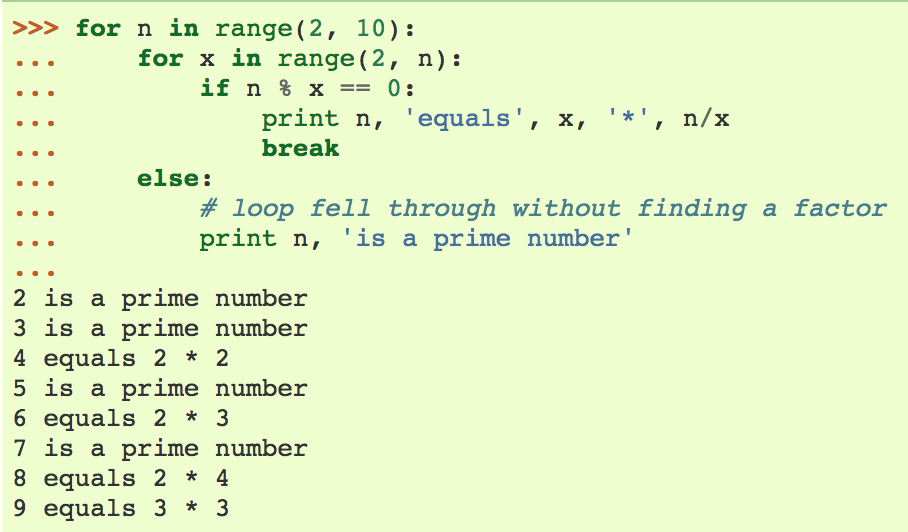 >>> for n in range(2, 10):
...     for x in range(2, n):
...         if n % x == 0:
...             print n, 'equals', x, '*', n/x
...             break
...     else:
...         # loop fell through without finding a factor
...         print n, 'is a prime number'
...
2 is a prime number
3 is a prime number
4 equals 2 * 2
5 is a prime number
6 equals 2 * 3
7 is a prime number
8 equals 2 * 4
9 equals 3 * 3